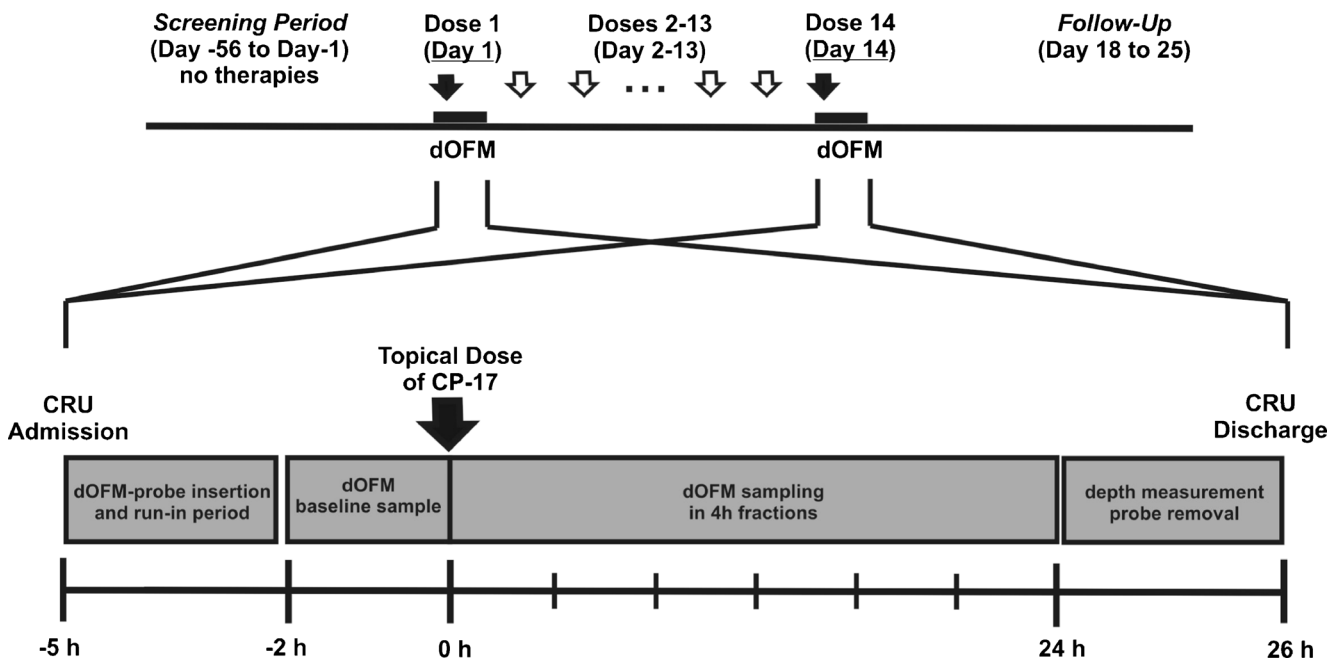 Screening Period
(Day -56 to Day-1)
no therapies
Dose 1
(Day 1)
Doses 2-13
(Day 2-13)
...
Dose 14
(Day 14)
Follow-Up
(Day 18 to 25)
dOFM
dOFM
Topical Dose
of CP-17
CRU
Admission
CRU
Discharge
dOFM-probe insertion
and run-in period
dOFM
baseline sample
dOFM sampling
in 4h fractions
depth measurement
probe removal
-5 h
-2 h
0 h
24 h
26 h